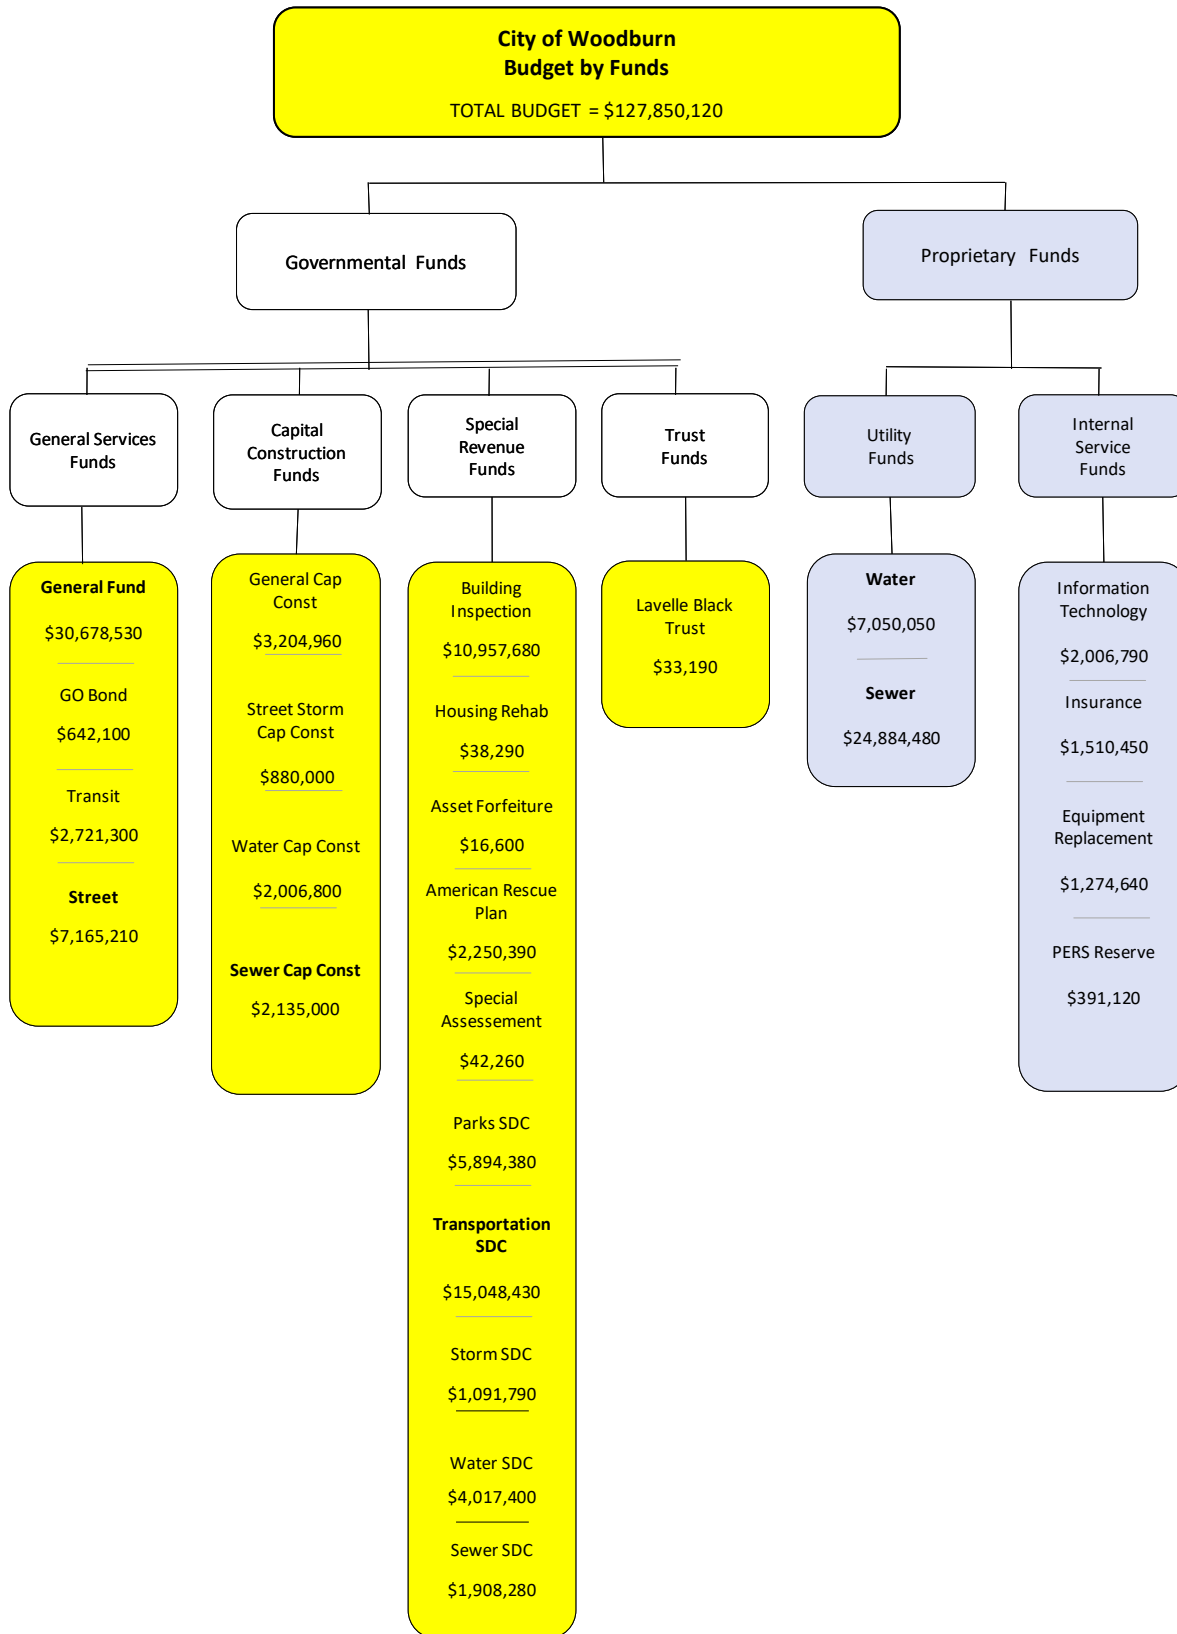 City of Woodburn
Budget by Funds
TOTAL BUDGET = $127,850,120
Governmental Funds
Proprietary Funds
General Services
Funds
Capital
Construction
Funds
Special
Revenue
Funds
Trust
Funds
Utility
Funds
Internal
Service
Funds
General Fund
$30,678,530
GO Bond
$642,100
Transit
$2,721,300
Street
$7,165,210
General Cap
Const
$3,204,960
Street Storm
Cap Const
$880,000
Water Cap Const
$2,006,800
Sewer Cap Const
$2,135,000
Building
Inspection
$10,957,680
Housing Rehab
$38,290
Asset Forfeiture
$16,600
American Rescue
Plan
$2,250,390
Special
Assessement
$42,260
Parks SDC
$5,894,380
Transportation
SDC
$15,048,430
Storm SDC
$1,091,790
Water SDC
$4,017,400
Sewer SDC
$1,908,280
Lavelle Black
Trust
$33,190
Water
$7,050,050
Sewer
$24,884,480
Information
Technology
$2,006,790
Insurance
$1,510,450
Equipment
Replacement
$1,274,640
PERS Reserve
$391,120